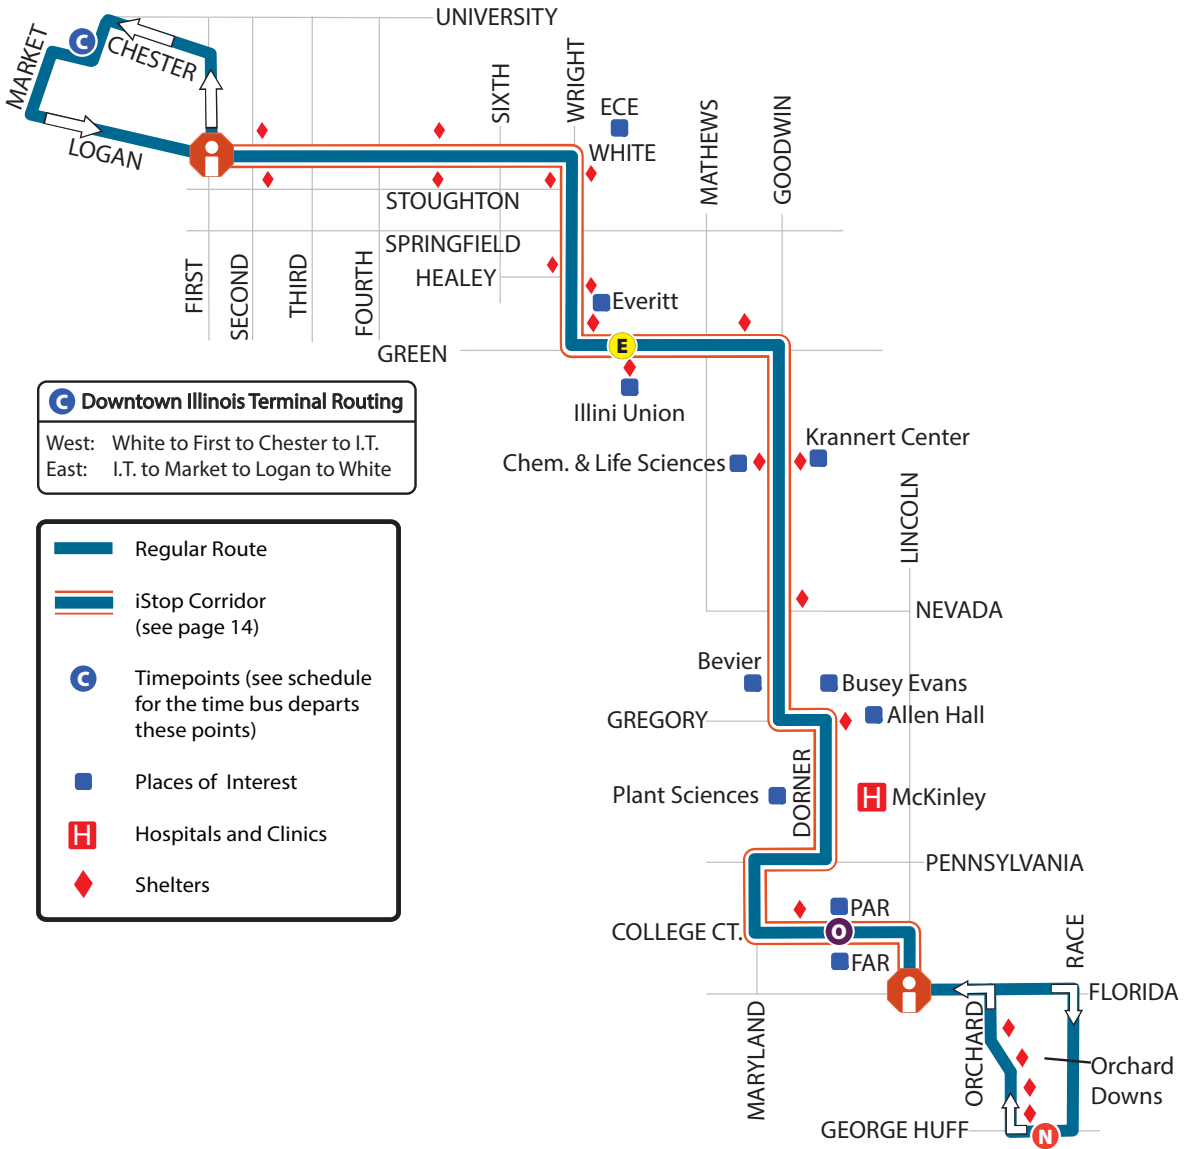 UNIVERSITY
MARKET
C
CHESTER
LOGAN
SIXTH
WRIGHT
ECE
WHITE
MATHEWS
GOODWIN
STOUGHTON
SPRINGFIELD
HEALEY
FIRST
SECOND
THIRD
FOURTH
Everitt
GREEN
E
Illini Union
C Downtown Illinois Terminal Routing
West: White to First to Chester to I.T.
East: I.T. to Market to Logan to White
Krannert Center
Chem. & Life Sciences
LINCOLN
Regular Route
iStop Corridor
(see page 14)
C Timepoints (see schedule
for the time bus departs
these points)
Places of Interest
H Hospitals and Clinics
Shelters
NEVADA
Bevier
Busey Evans
GREGORY
Allen Hall
DORNER
Plant Sciences
H McKinley
PENNSYLVANIA
PAR
COLLEGE CT.
O
FAR
RACE
FLORIDA
MARYLAND
ORCHARD
Orchard
Downs
GEORGE HUFF
N